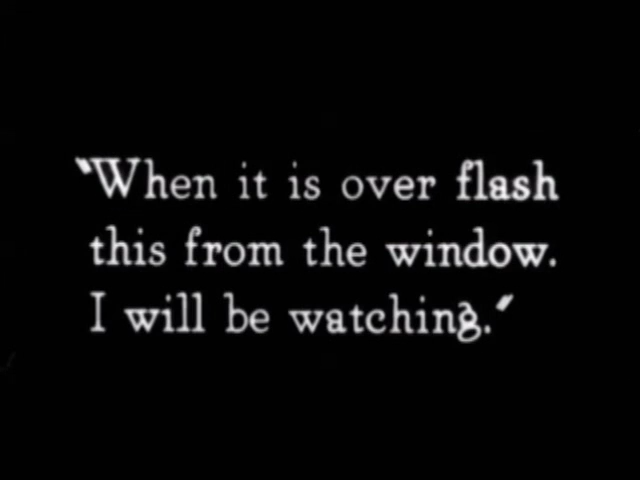 "When it is over flash
this from the window.
I will be watching."